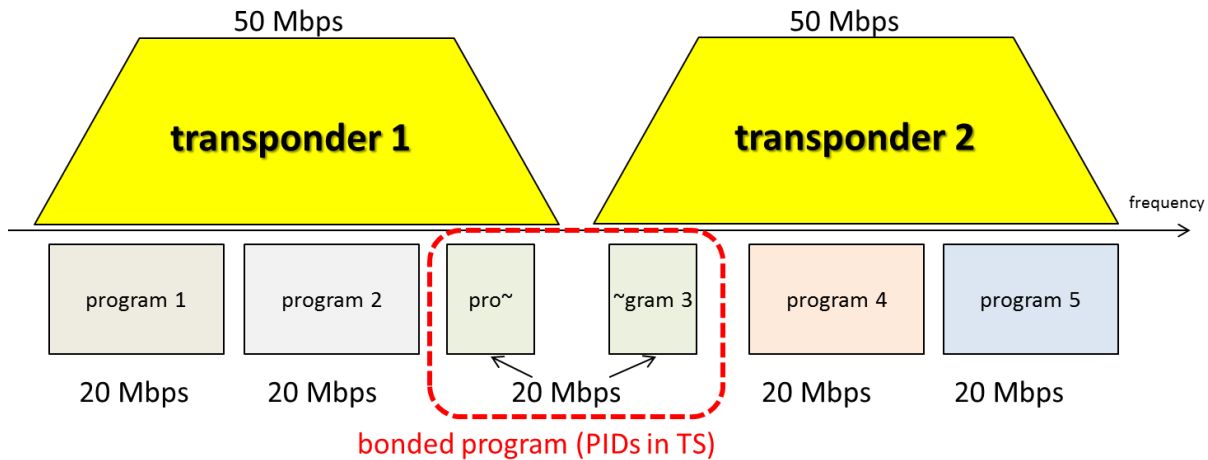 50 Mbps
50 Mbps
transponder 1
transponder 2
frequency
program 1
program 2
pro~
~gram 3
program 4
program 5
20 Mbps
20 Mbps
20 Mbps
20 Mbps
20 Mbps
bonded program (PIDs in TS)